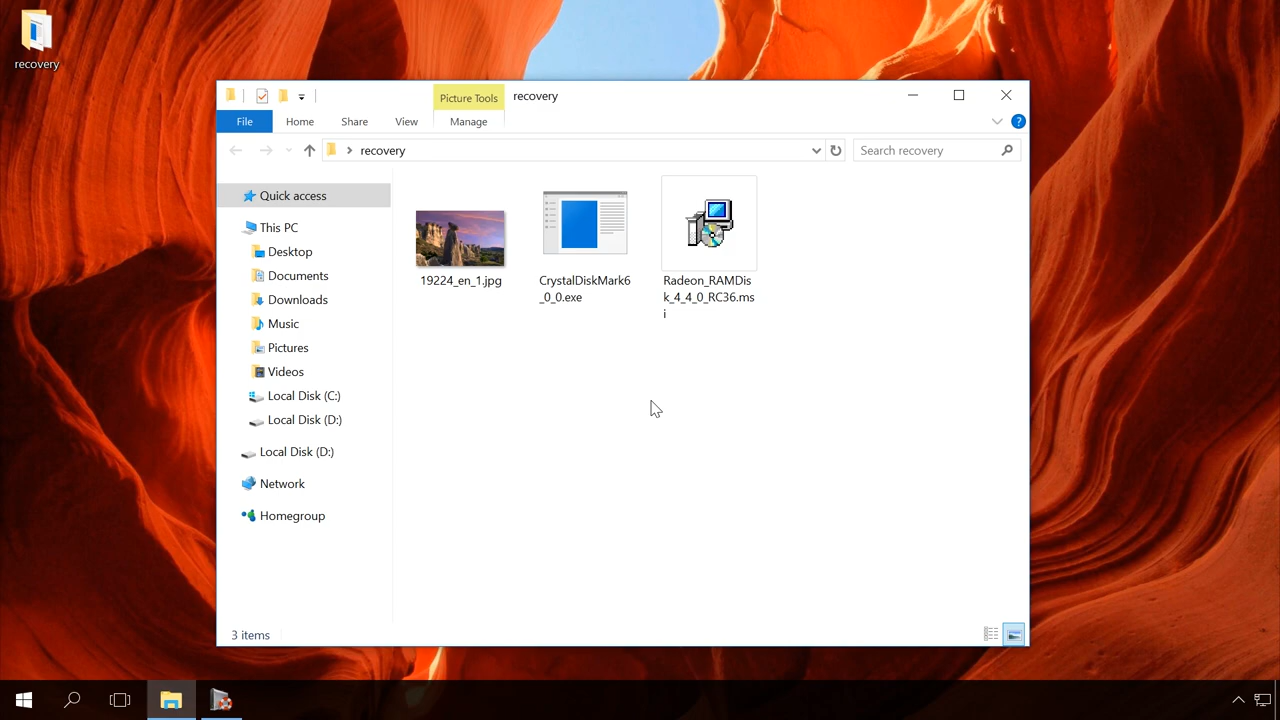 recovery
Picture Tools
recovery
File
Home
Share
View
Manage
?
recovery
Search recovery
Quick access
This PC
Desktop
Documents
Downloads
Music
Pictures
Videos
Local Disk (C:)
Local Disk (D:)
Local Disk (D:)
Network
Homegroup
19224_en_1.jpg
CrystalDiskMark6
_0_0.exe
Radeon_RAMDis
k_4_4_0_RC36.ms
i
3 items